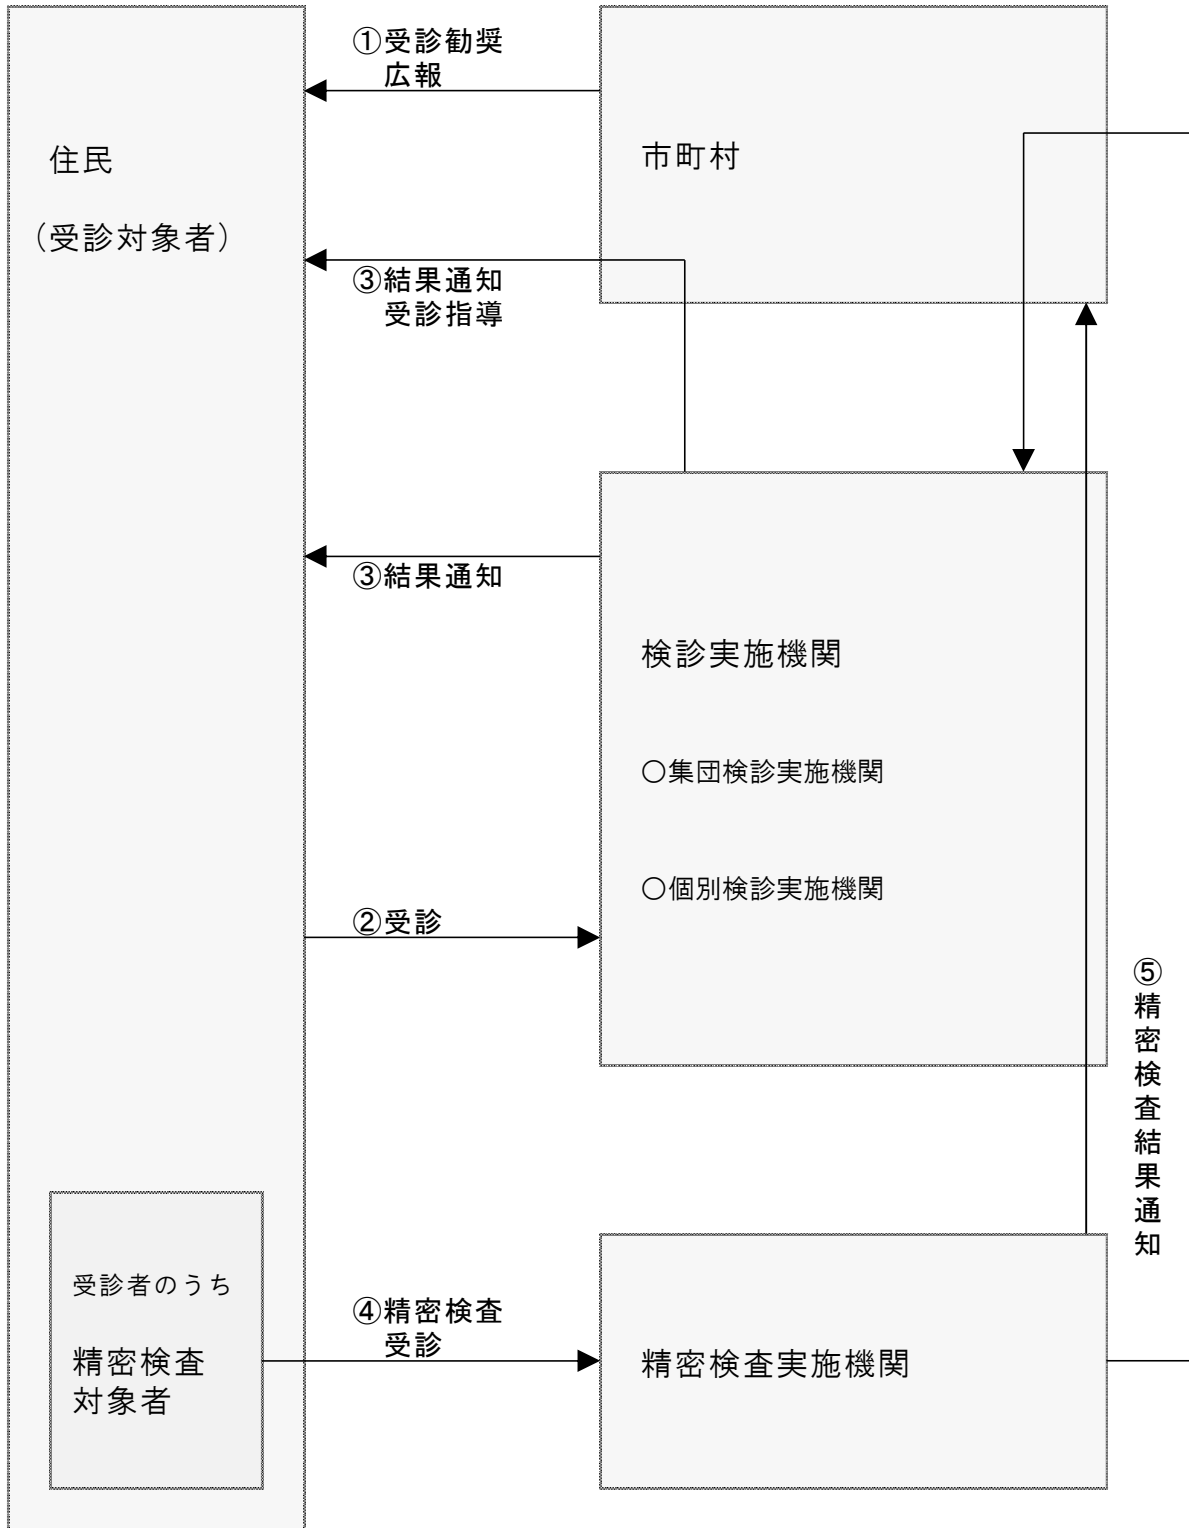 ①受診勧奨
広報
住民
（受診対象者）
市町村
③結果通知
受診指導
③結果通知
検診実施機関
○集団検診実施機関
○個別検診実施機関
②受診
⑤精密検査結果通知
受診者のうち
精密検査
対象者
④精密検査
受診
精密検査実施機関